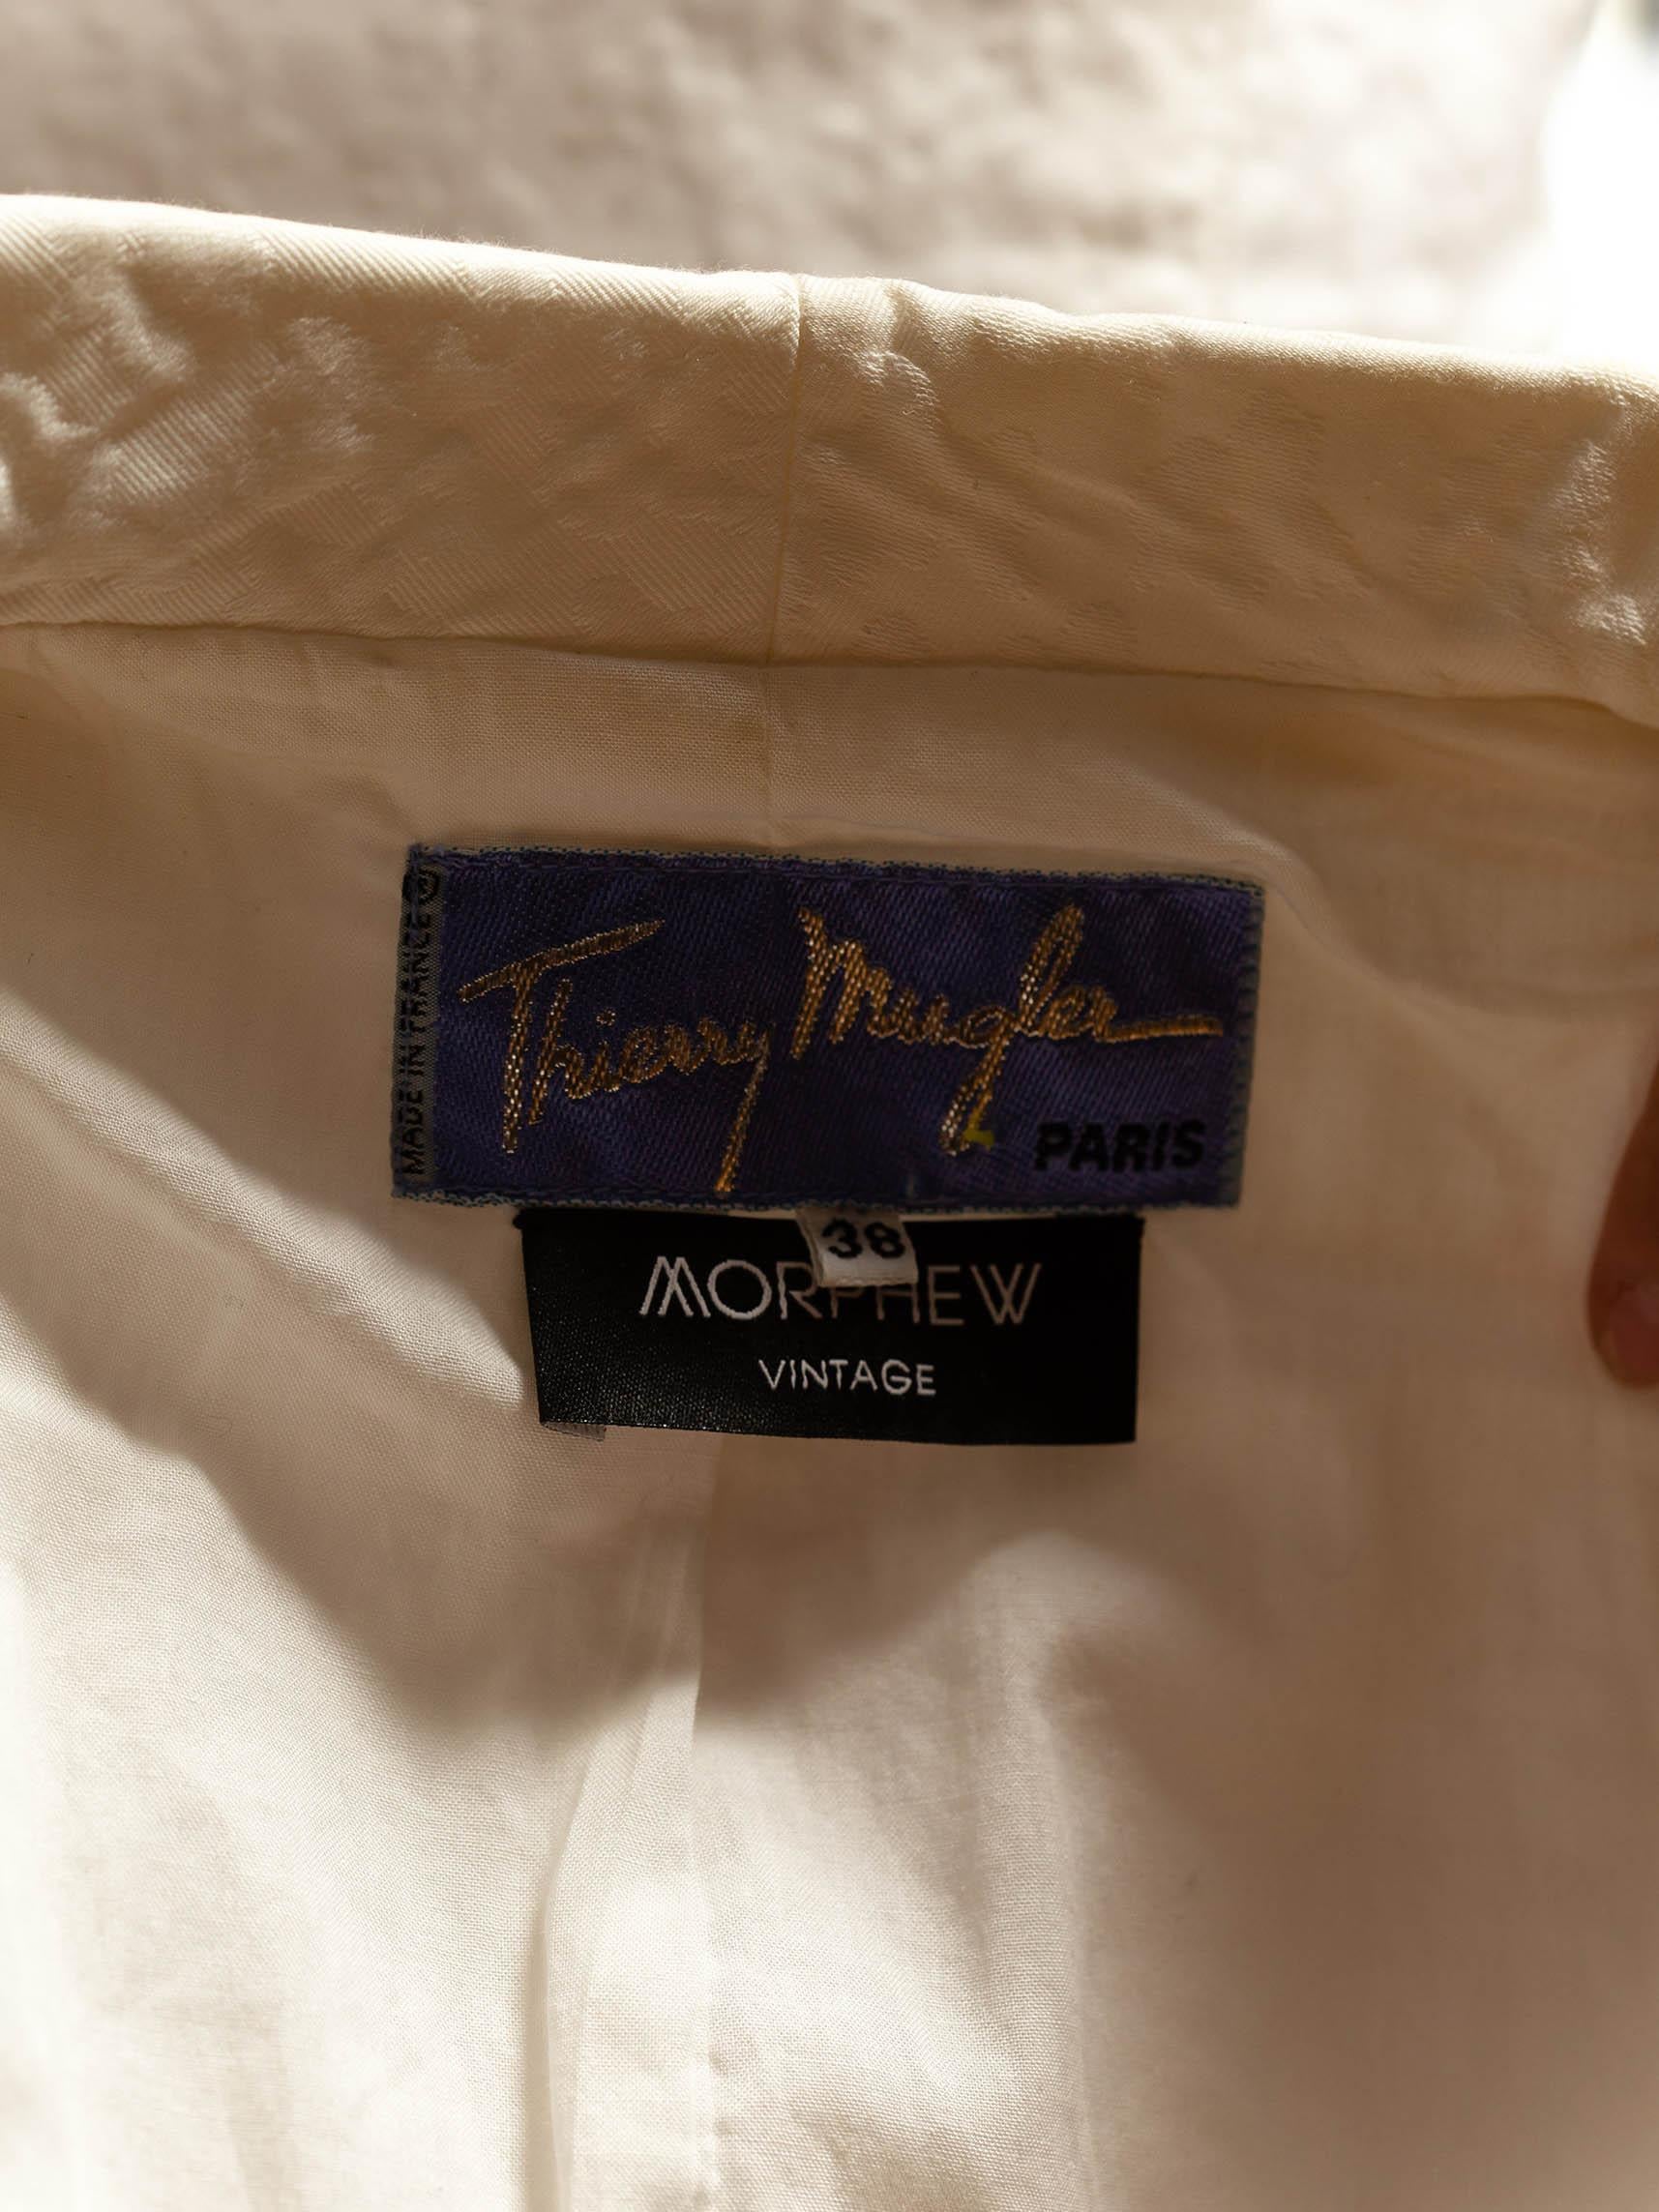 MADE IN FRANCE
Thierry Mugler
PARIS
38
MORPHEW
VINTAGE